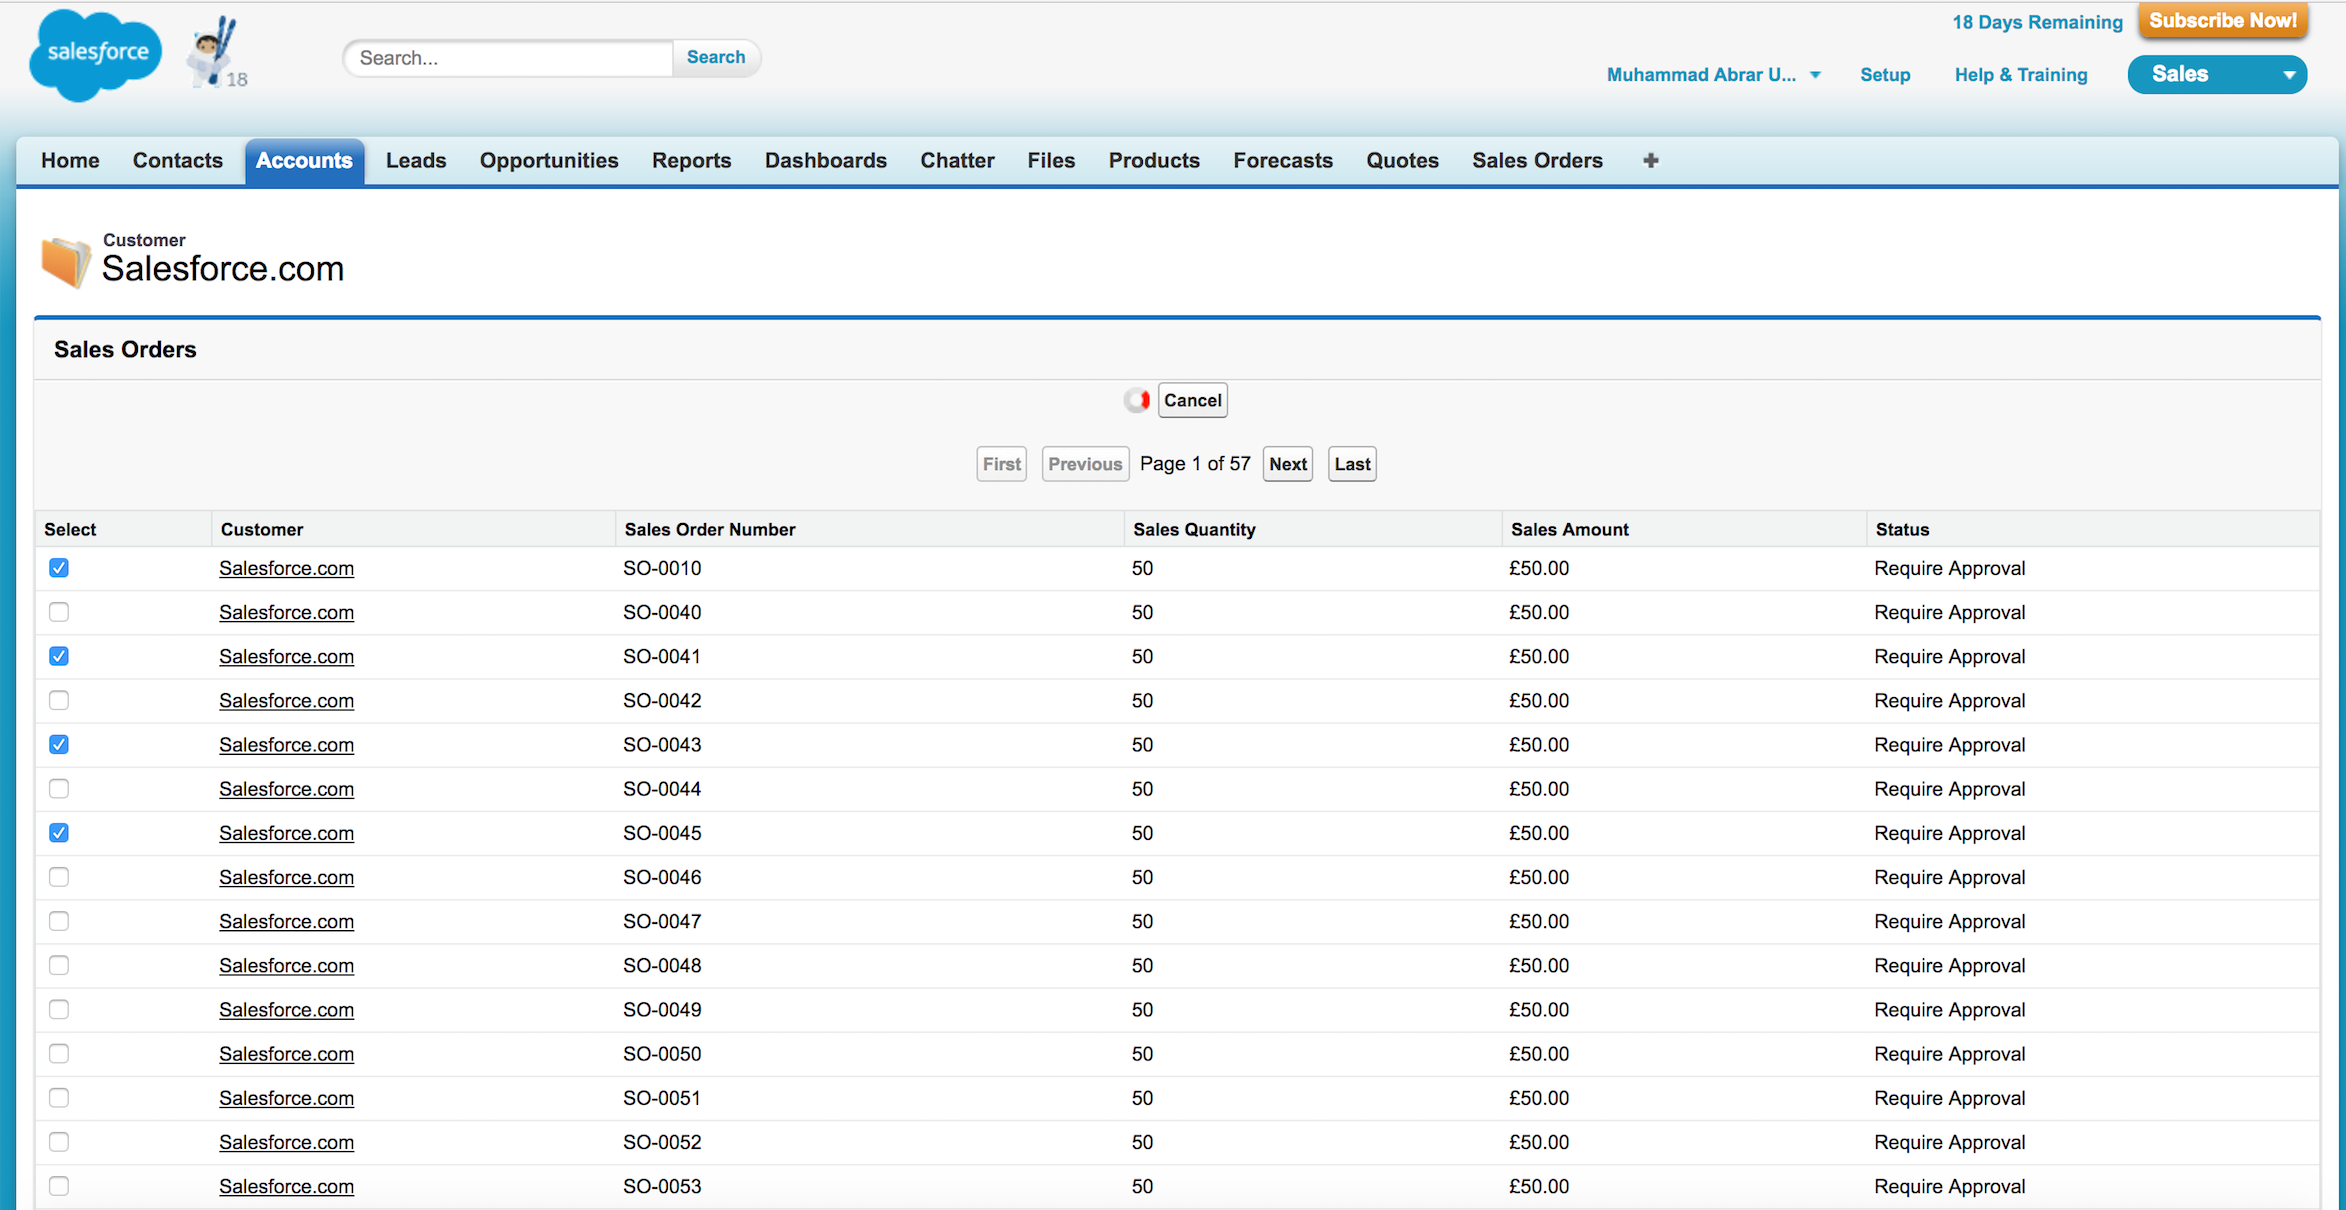 salesforce
18
Search...
Search
18 Days Remaining
Subscribe Now!
Muhammad Abrar U...
Setup
Help & Training
Sales
Home Contacts Accounts Leads Opportunities Reports Dashboards Chatter Files Products Forecasts Quotes Sales Orders
Customer
Salesforce.com
Sales Orders
Cancel
First Previous Page 1 of 57 Next Last
Select Customer Sales Order Number Sales Quantity Sales Amount Status
Salesforce.com SO-0010 50 £50.00 Require Approval
Salesforce.com SO-0040 50 £50.00 Require Approval
Salesforce.com SO-0041 50 £50.00 Require Approval
Salesforce.com SO-0042 50 £50.00 Require Approval
Salesforce.com SO-0043 50 £50.00 Require Approval
Salesforce.com SO-0044 50 £50.00 Require Approval
Salesforce.com SO-0045 50 £50.00 Require Approval
Salesforce.com SO-0046 50 £50.00 Require Approval
Salesforce.com SO-0047 50 £50.00 Require Approval
Salesforce.com SO-0048 50 £50.00 Require Approval
Salesforce.com SO-0049 50 £50.00 Require Approval
Salesforce.com SO-0050 50 £50.00 Require Approval
Salesforce.com SO-0051 50 £50.00 Require Approval
Salesforce.com SO-0052 50 £50.00 Require Approval
Salesforce.com SO-0053 50 £50.00 Require Approval